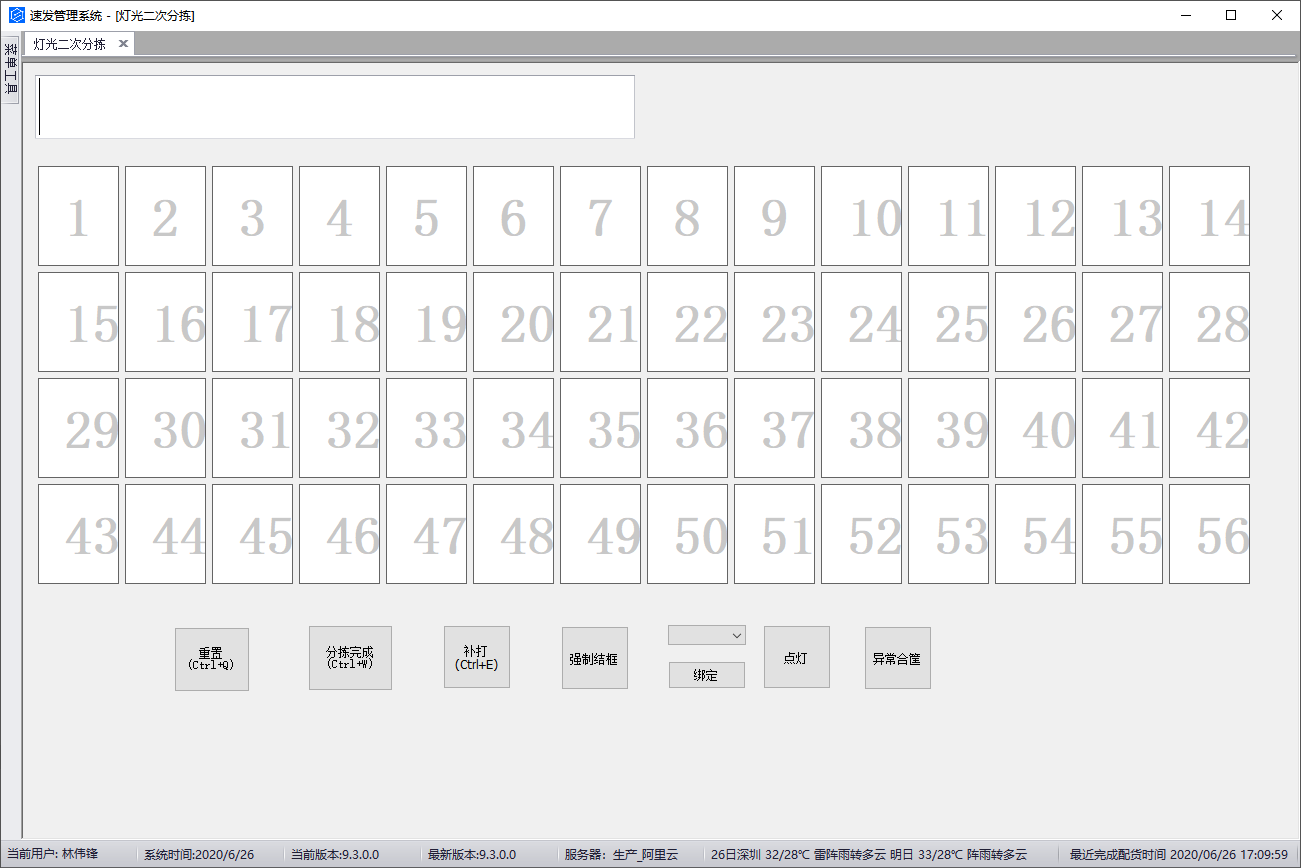 速发管理系统 - [灯光二次分拣]
灯光二次分拣
菜单工具
1 2 3 4 5 6 7 8 9 10 11 12 13 14
15 16 17 18 19 20 21 22 23 24 25 26 27 28
29 30 31 32 33 34 35 36 37 38 39 40 41 42
43 44 45 46 47 48 49 50 51 52 53 54 55 56
重置
(Ctrl+Q)
分拣完成
(Ctrl+W)
补打
(Ctrl+E)
强制结框
绑定
点灯
异常合筐
当前用户: 林伟锋 系统时间:2020/6/26 当前版本:9.3.0.0 最新版本:9.3.0.0 服务器：生产_阿里云 26日深圳 32/28℃ 雷阵雨转多云 明日 33/28℃ 阵雨转多云 最近完成配货时间 2020/06/26 17:09:59